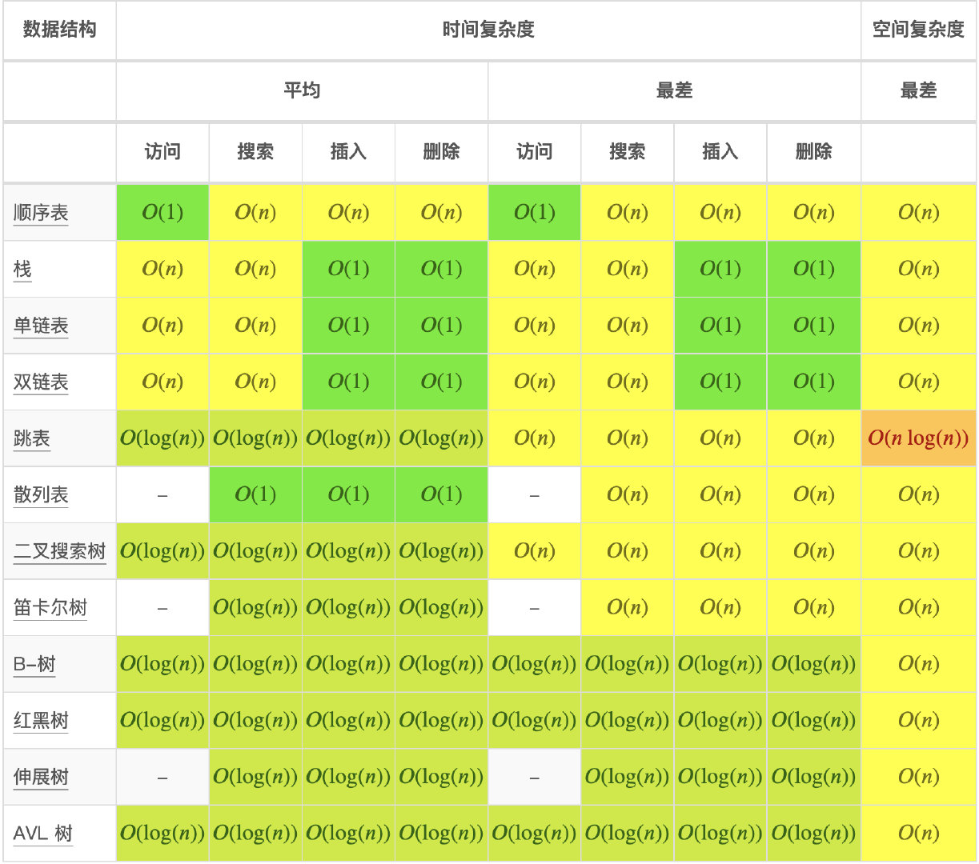 数据结构 时间复杂度 空间复杂度
平均 最差 最差
访问 搜索 插入 删除 访问 搜索 插入 删除
顺序表 O(1) O(n) O(n) O(n) O(1) O(n) O(n) O(n) O(n)
栈 O(n) O(n) O(1) O(1) O(n) O(n) O(1) O(1) O(n)
单链表 O(n) O(n) O(1) O(1) O(n) O(n) O(1) O(1) O(n)
双链表 O(n) O(n) O(1) O(1) O(n) O(n) O(1) O(1) O(n)
跳表 O(log(n)) O(log(n)) O(log(n)) O(log(n)) O(n) O(n) O(n) O(n) O(n log(n))
散列表 – O(1) O(1) O(1) – O(n) O(n) O(n) O(n)
二叉搜索树 O(log(n)) O(log(n)) O(log(n)) O(log(n)) O(n) O(n) O(n) O(n) O(n)
笛卡尔树 – O(log(n)) O(log(n)) O(log(n)) – O(n) O(n) O(n) O(n)
B-树 O(log(n)) O(log(n)) O(log(n)) O(log(n)) O(log(n)) O(log(n)) O(log(n)) O(log(n)) O(n)
红黑树 O(log(n)) O(log(n)) O(log(n)) O(log(n)) O(log(n)) O(log(n)) O(log(n)) O(log(n)) O(n)
伸展树 – O(log(n)) O(log(n)) O(log(n)) – O(log(n)) O(log(n)) O(log(n)) O(n)
AVL 树 O(log(n)) O(log(n)) O(log(n)) O(log(n)) O(log(n)) O(log(n)) O(log(n)) O(log(n)) O(n)